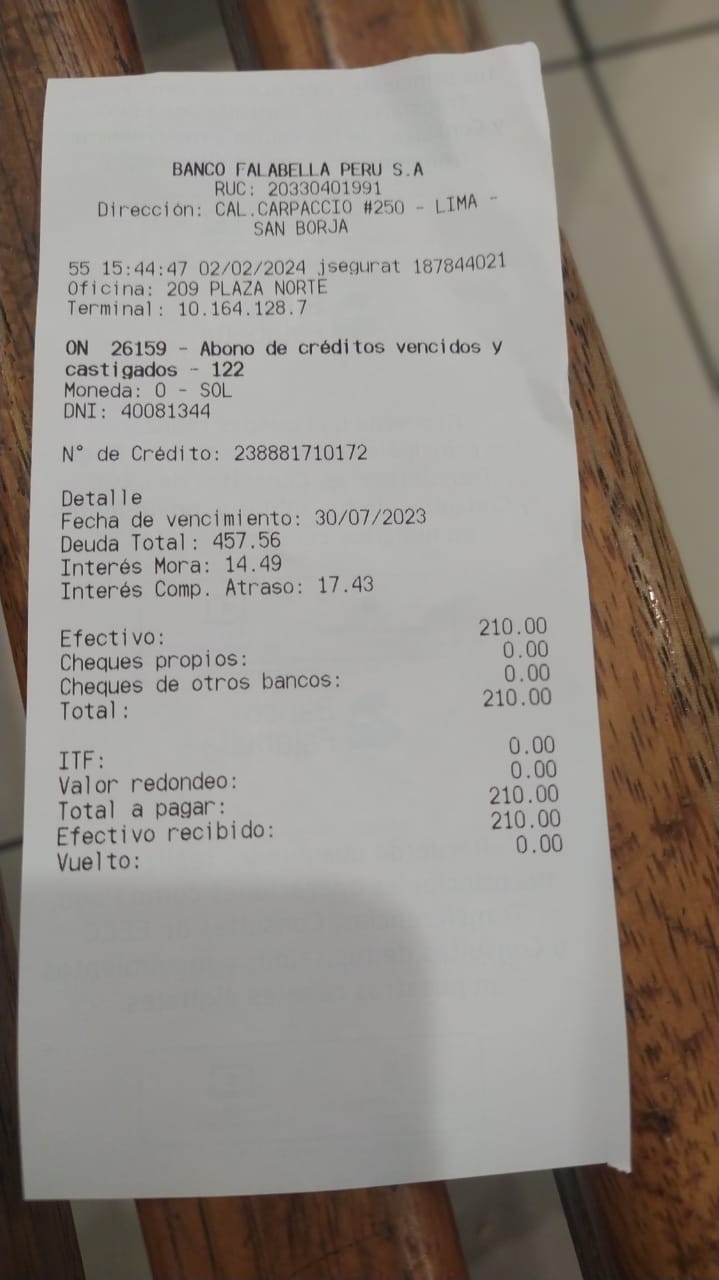 BANCO FALABELLA PERU S.A
RUC: 20330401991
Dirección: CAL.CARPACCIO #250 - LIMA -
SAN BORJA
55 15:44:47 02/02/2024 jsegurat 187844021
Oficina: 209 PLAZA NORTE
Terminal: 10.164.128.7
ON 26159 - Abono de créditos vencidos y
castigados - 122
Moneda: 0 - SOL
DNI: 40081344
N° de Crédito: 238881710172
Detalle
Fecha de vencimiento: 30/07/2023
Deuda Total: 457.56
Interés Mora: 14.49
Interés Comp. Atraso: 17.43
Efectivo: 210.00
Cheques propios: 0.00
Cheques de otros bancos: 0.00
Total: 210.00
ITF: 0.00
Valor redondeo: 0.00
Total a pagar: 210.00
Efectivo recibido: 210.00
Vuelto: 0.00